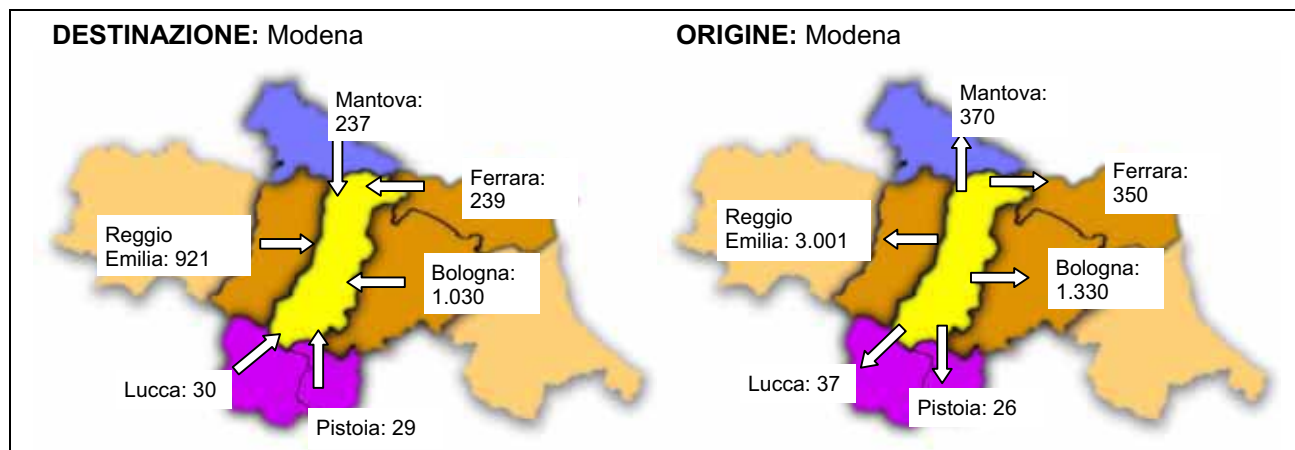 DESTINAZIONE: Modena
Mantova:
237
Ferrara:
239
Reggio
Emilia: 921
Bologna:
1.030
Lucca: 30
Pistoia: 29
ORIGINE: Modena
Mantova:
370
Ferrara:
350
Reggio
Emilia: 3.001
Bologna:
1.330
Lucca: 37
Pistoia: 26